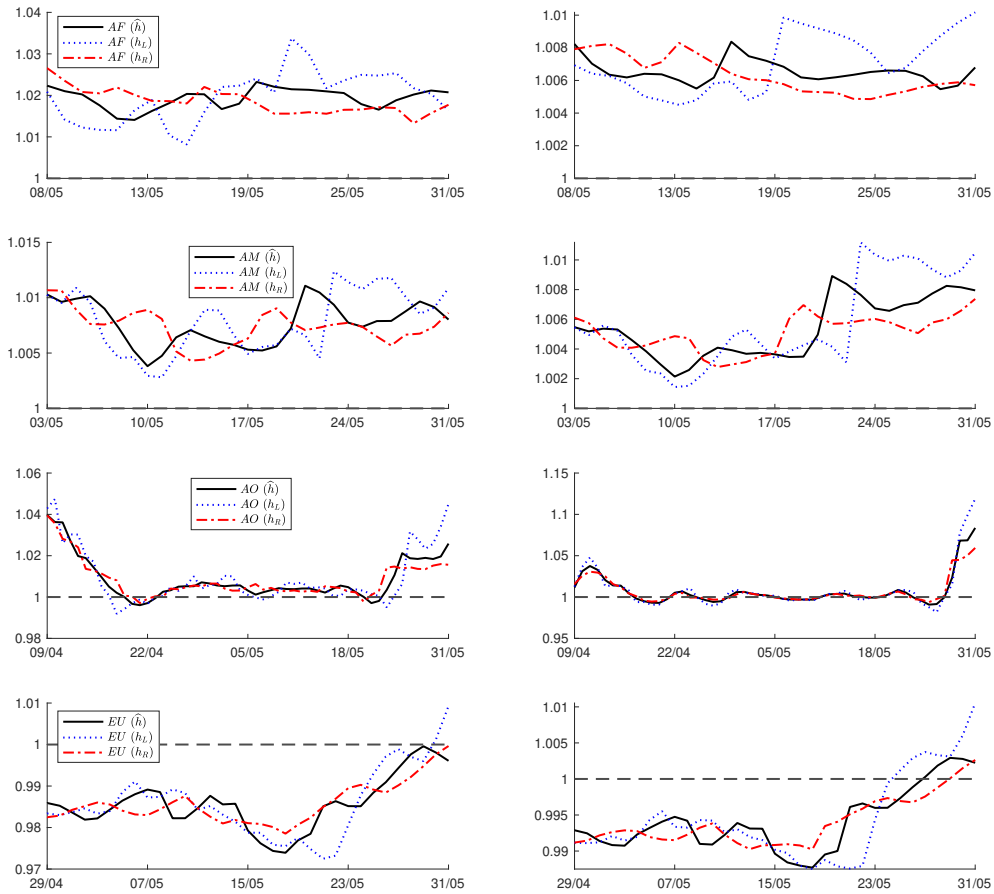 1.04
1.03
1.02
1.01
1
AF (ĥ)
AF (h_L)
AF (h_R)
08/05 13/05 19/05 25/05 31/05
1.01
1.008
1.006
1.004
1.002
1
08/05 13/05 19/05 25/05 31/05
1.015
1.01
1.005
1
AM (ĥ)
AM (h_L)
AM (h_R)
03/05 10/05 17/05 24/05 31/05
1.01
1.008
1.006
1.004
1.002
1
03/05 10/05 17/05 24/05 31/05
1.06
1.04
1.02
1
0.98
AO (ĥ)
AO (h_L)
AO (h_R)
09/04 22/04 05/05 18/05 31/05
1.15
1.1
1.05
1
0.95
09/04 22/04 05/05 18/05 31/05
1.01
1
0.99
0.98
0.97
EU (ĥ)
EU (h_L)
EU (h_R)
29/04 07/05 15/05 23/05 31/05
1.01
1.005
1
0.995
0.99
29/04 07/05 15/05 23/05 31/05